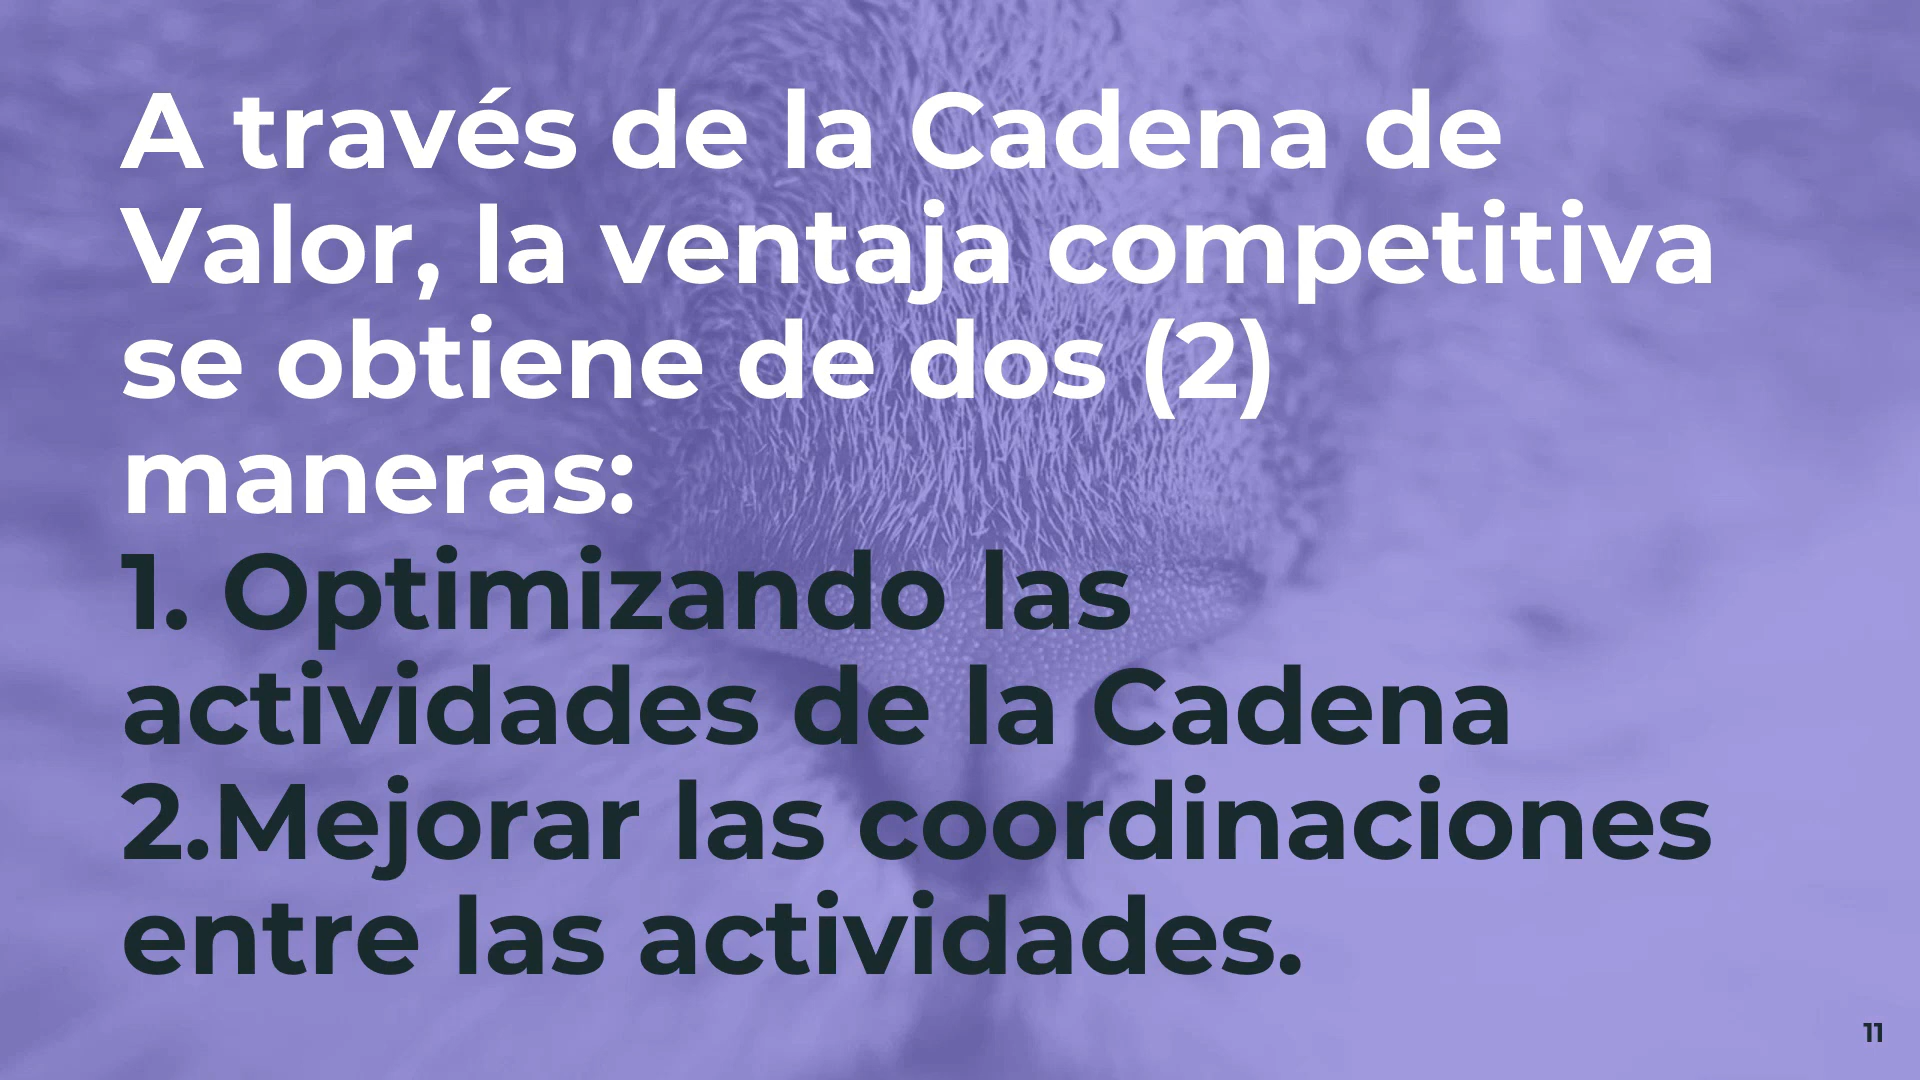 A través de la Cadena de
Valor, la ventaja competitiva
se obtiene de dos (2)
maneras:
1. Optimizando las
actividades de la Cadena
2.Mejorar las coordinaciones
entre las actividades.
11